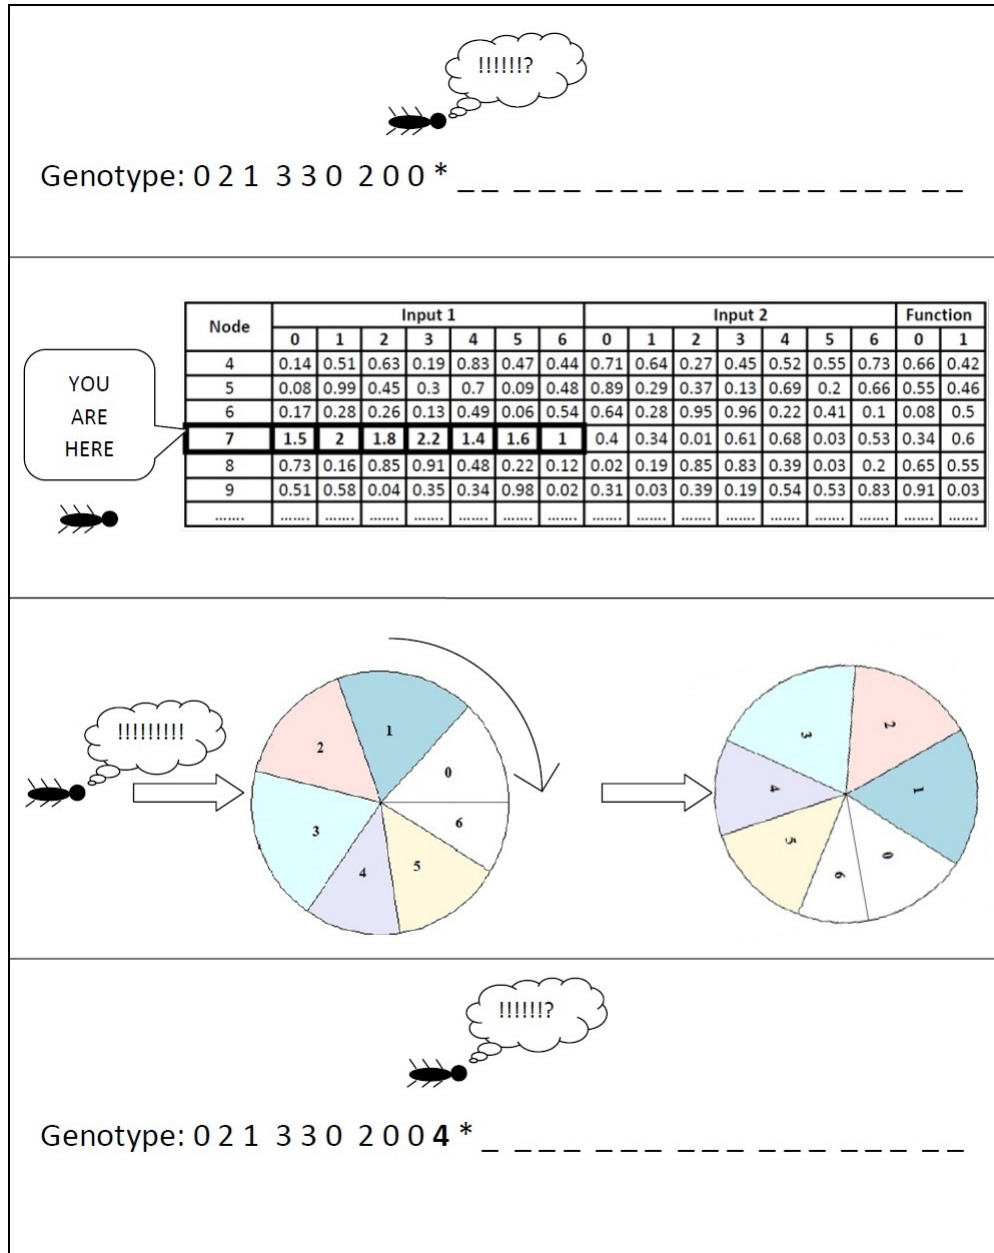 !!!!!!?
Genotype: 0 2 1 3 3 0 2 0 0 * _ _ _ _ _ _ _ _ _ _ _ _ _ _ _ _ _ _ _
Node Input 1 Input 2 Function
0 1 2 3 4 5 6 0 1 2 3 4 5 6 0 1
4 0.14 0.51 0.63 0.19 0.83 0.47 0.44 0.71 0.64 0.27 0.45 0.52 0.55 0.73 0.66 0.42
5 0.08 0.99 0.45 0.3 0.7 0.09 0.48 0.89 0.29 0.37 0.13 0.69 0.2 0.66 0.55 0.46
6 0.17 0.28 0.26 0.13 0.49 0.06 0.54 0.64 0.28 0.95 0.96 0.22 0.41 0.1 0.08 0.5
7 1.5 2 1.8 2.2 1.4 1.6 1 0.4 0.34 0.01 0.61 0.68 0.03 0.53 0.34 0.6
8 0.73 0.16 0.85 0.91 0.48 0.22 0.12 0.02 0.19 0.85 0.83 0.39 0.03 0.2 0.65 0.55
9 0.51 0.58 0.04 0.35 0.34 0.98 0.02 0.31 0.03 0.39 0.19 0.54 0.53 0.83 0.91 0.03
....... ....... ....... ....... ....... ....... ....... ....... ....... ....... ....... ....... ....... ....... ....... ....... .......
YOU
ARE
HERE
!!!!!!!!!
1
2
0
3
6
4
5
2
3
4
1
5
0
6
!!!!!!?
Genotype: 0 2 1 3 3 0 2 0 0 4 * _ _ _ _ _ _ _ _ _ _ _ _ _ _ _ _ _ _